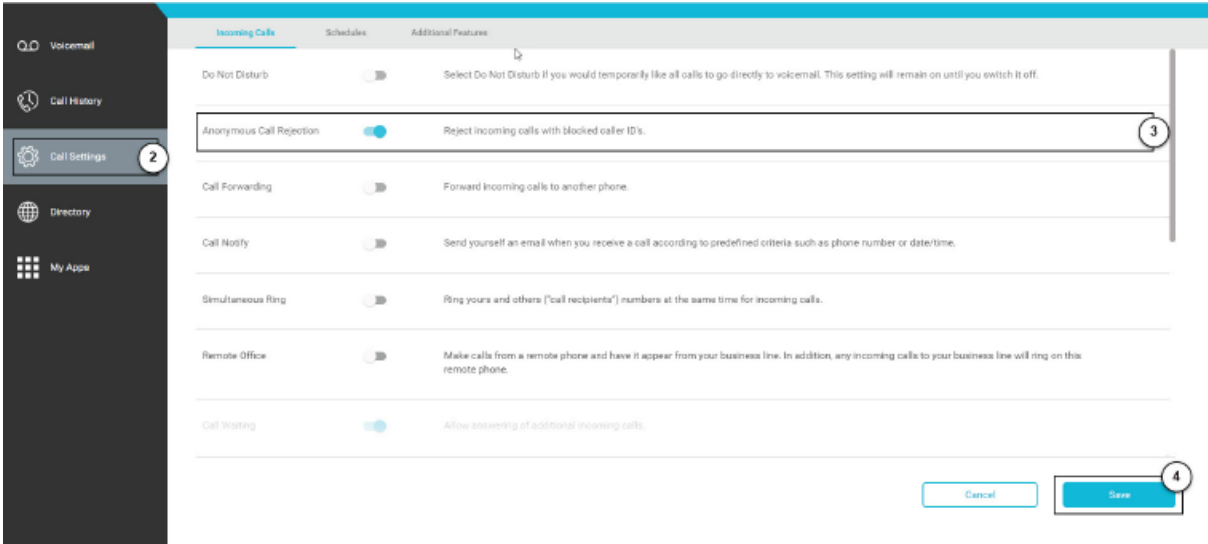 Incoming Calls Schedules Additional Features
Voicemail
Call History
Call Settings 2
Directory
My Apps
Do Not Disturb Select Do Not Disturb if you would temporarily like all calls to go directly to voicemail. This setting will remain on until you switch it off.
Anonymous Call Rejection Reject incoming calls with blocked caller ID's. 3
Call Forwarding Forward incoming calls to another phone.
Call Notify Send yourself an email when you receive a call according to predefined criteria such as phone number or date/time.
Simultaneous Ring Ring yours and others ("call recipients") numbers at the same time for incoming calls.
Remote Office Make calls from a remote phone and have it appear from your business line. In addition, any incoming calls to your business line will ring on this
remote phone.
Call Waiting Allow answering of additional incoming calls.
Cancel Save 4